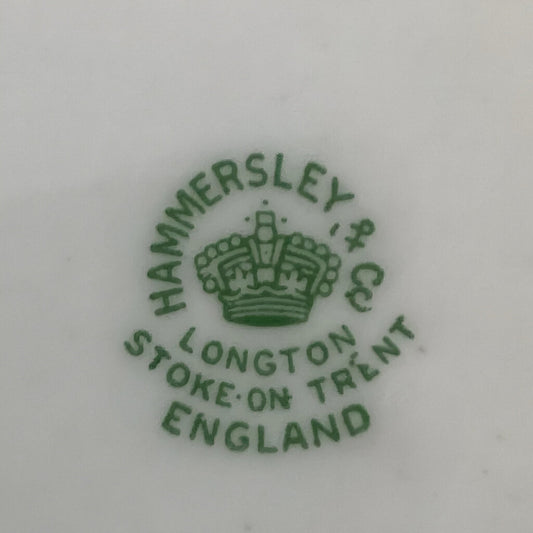 HAMMERSLEY & Co
LONGTON
STOKE·ON TRENT
ENGLAND